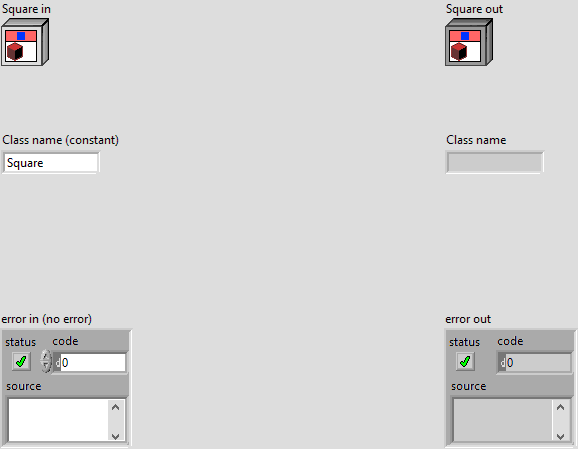 Square in
Square out
Class name (constant)
Class name
Square
error in (no error)
error out
status code
status code
d 0
d 0
source
source